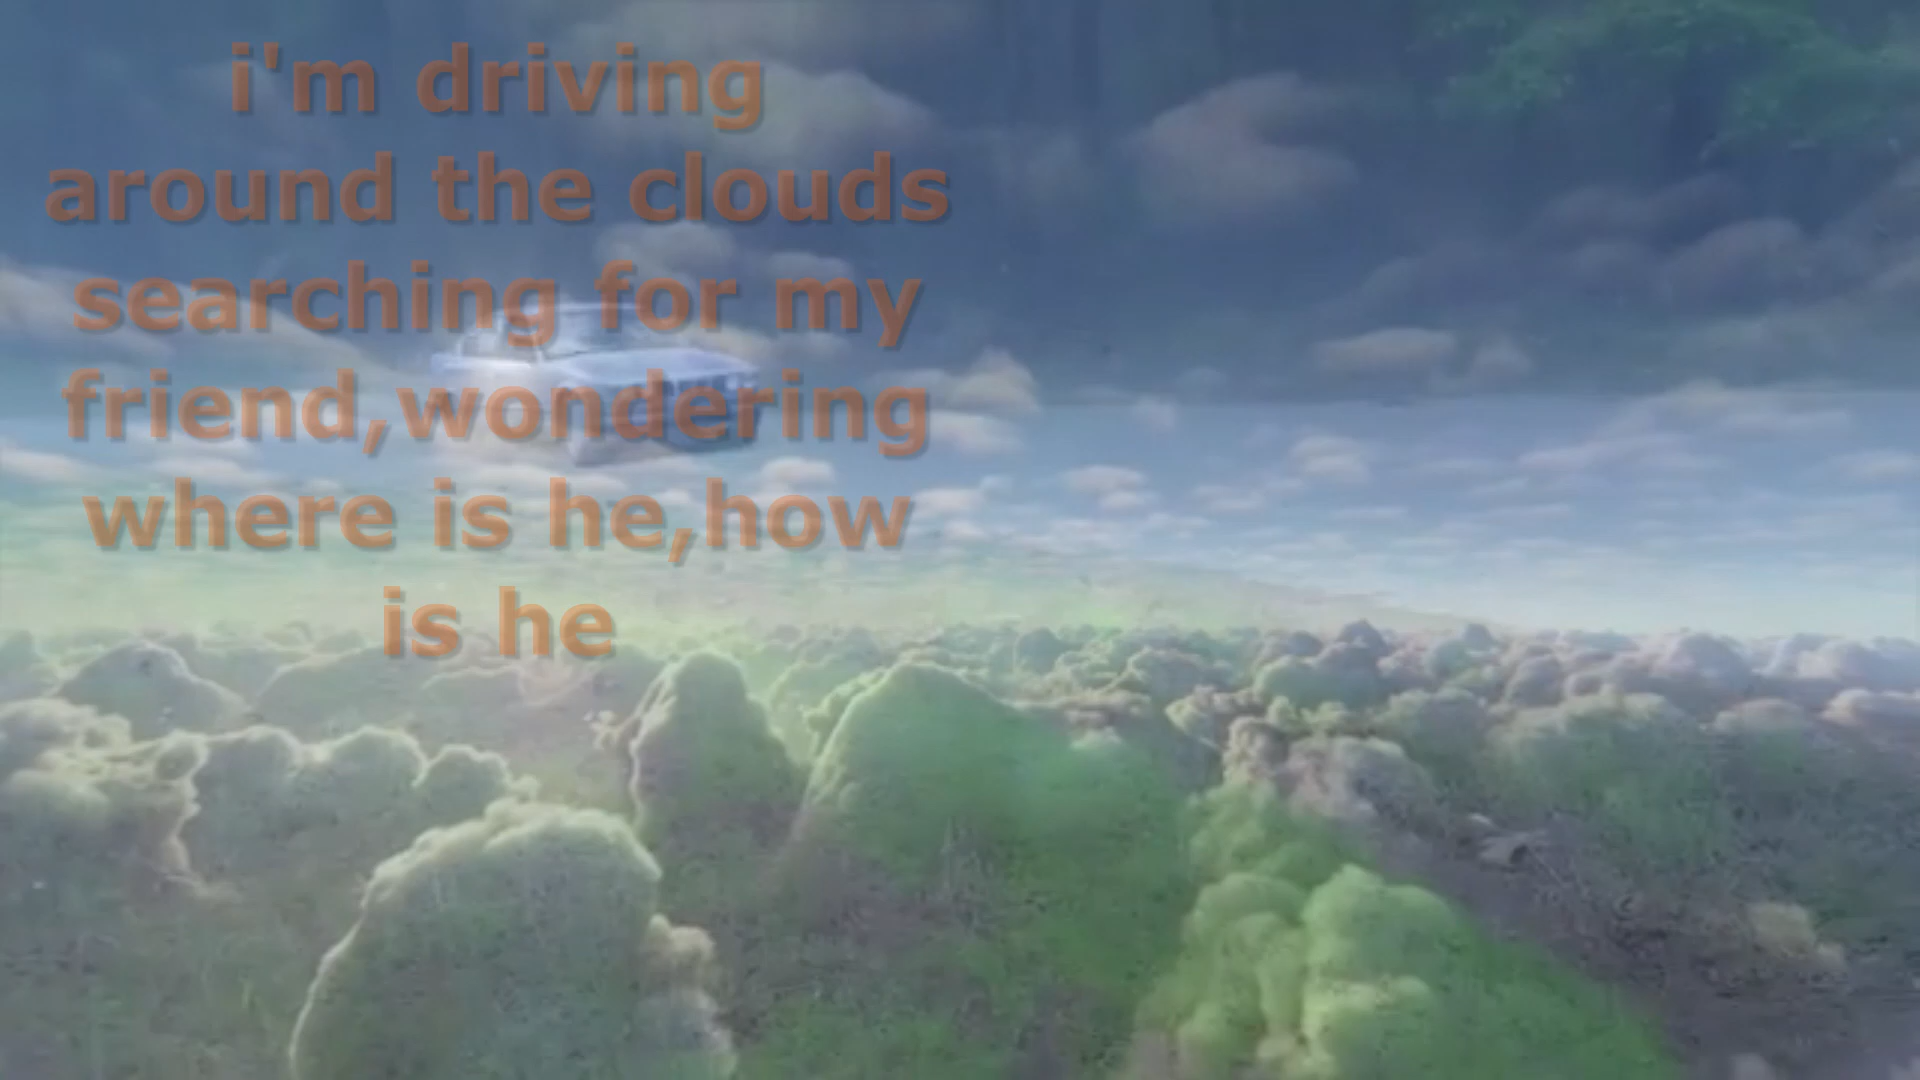 i'm driving
around the clouds
searching for my
friend,wondering
where is he,how
is he